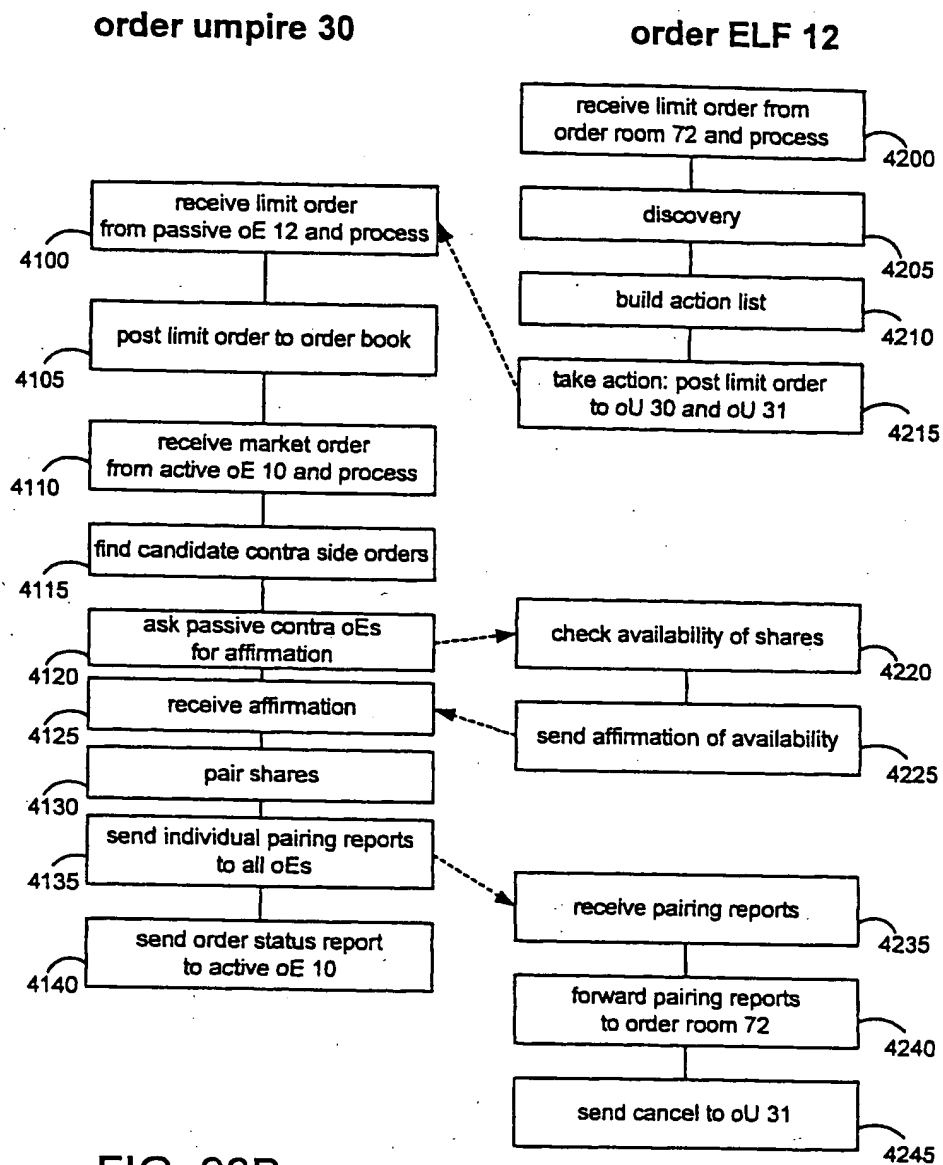 order umpire 30
order ELF 12
receive limit order from
order room 72 and process
4200
discovery
4205
build action list
4210
take action: post limit order
to oU 30 and oU 31
4215
receive limit order
from passive oE 12 and process
4100
post limit order to order book
4105
receive market order
from active oE 10 and process
4110
find candidate contra side orders
4115
ask passive contra oEs
for affirmation
4120
check availability of shares
4220
receive affirmation
4125
send affirmation of availability
4225
pair shares
4130
send individual pairing reports
to all oEs
4135
receive pairing reports
4235
send order status report
to active oE 10
4140
forward pairing reports
to order room 72
4240
send cancel to oU 31
4245